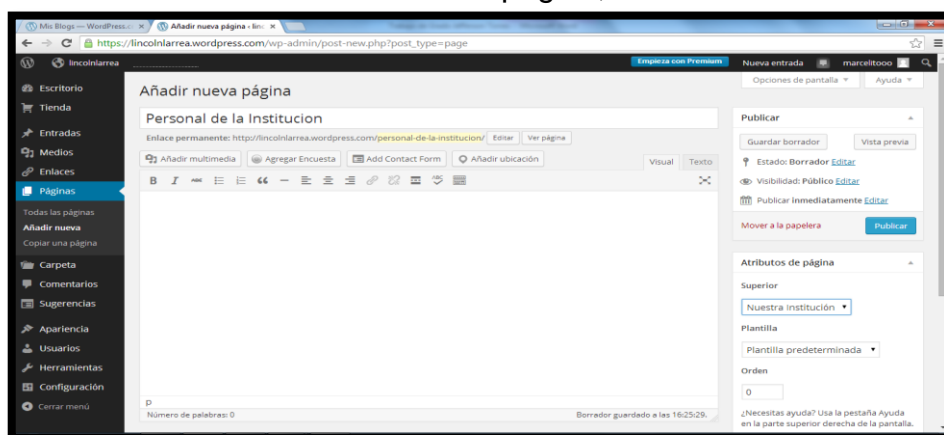 Mis Blogs — WordPress.c
Añadir nueva página ‹ linc
https://lincolnlarrea.wordpress.com/wp-admin/post-new.php?post_type=page
lincolnlarrea
Empieza con Premium
Nueva entrada
marcelitooo
Opciones de pantalla
Ayuda
Escritorio
Tienda
Entradas
Medios
Enlaces
Páginas
Todas las páginas
Añadir nueva
Copiar una página
Carpeta
Comentarios
Sugerencias
Apariencia
Usuarios
Herramientas
Configuración
Cerrar menú
Añadir nueva página
Personal de la Institucion
Enlace permanente: http://lincolnlarrea.wordpress.com/personal-de-la-institucion/ Editar Ver página
Añadir multimedia Agregar Encuesta Add Contact Form Añadir ubicación
Visual Texto
B I ABC ABC
p
Número de palabras: 0
Borrador guardado a las 16:25:29.
Publicar
Guardar borrador Vista previa
Estado: Borrador Editar
Visibilidad: Público Editar
Publicar inmediatamente Editar
Mover a la papelera Publicar
Atributos de página
Superior
Nuestra institución
Plantilla
Plantilla predeterminada
Orden
0
¿Necesitas ayuda? Usa la pestaña Ayuda
en la parte superior derecha de la pantalla.